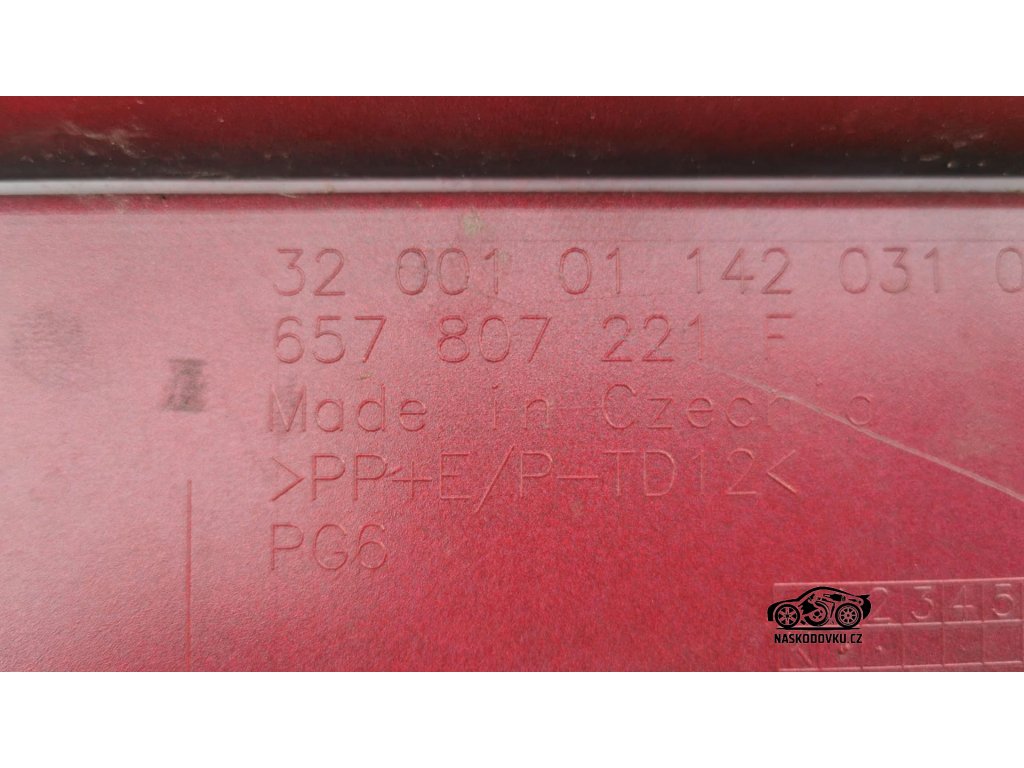 32 001 01 142 031 0
657 807 221 F
Made in Czech
>PP+E/P-TD12<
PG6
2 3 4 5
NASKODOVKU.CZ